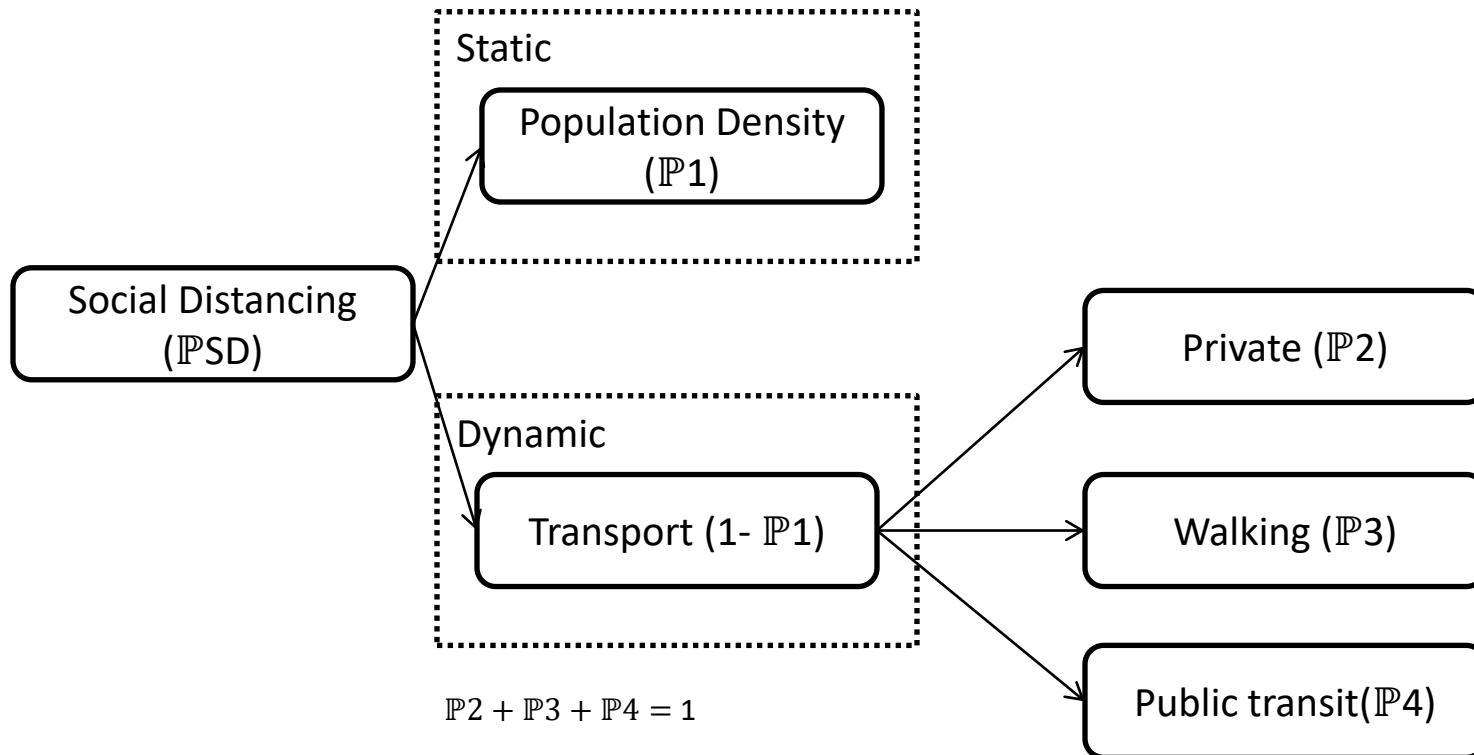 Static
Population Density
(ℙ1)
Social Distancing
(ℙSD)
Dynamic
Transport (1- ℙ1)
Private (ℙ2)
Walking (ℙ3)
Public transit(ℙ4)
ℙ2 + ℙ3 + ℙ4 = 1